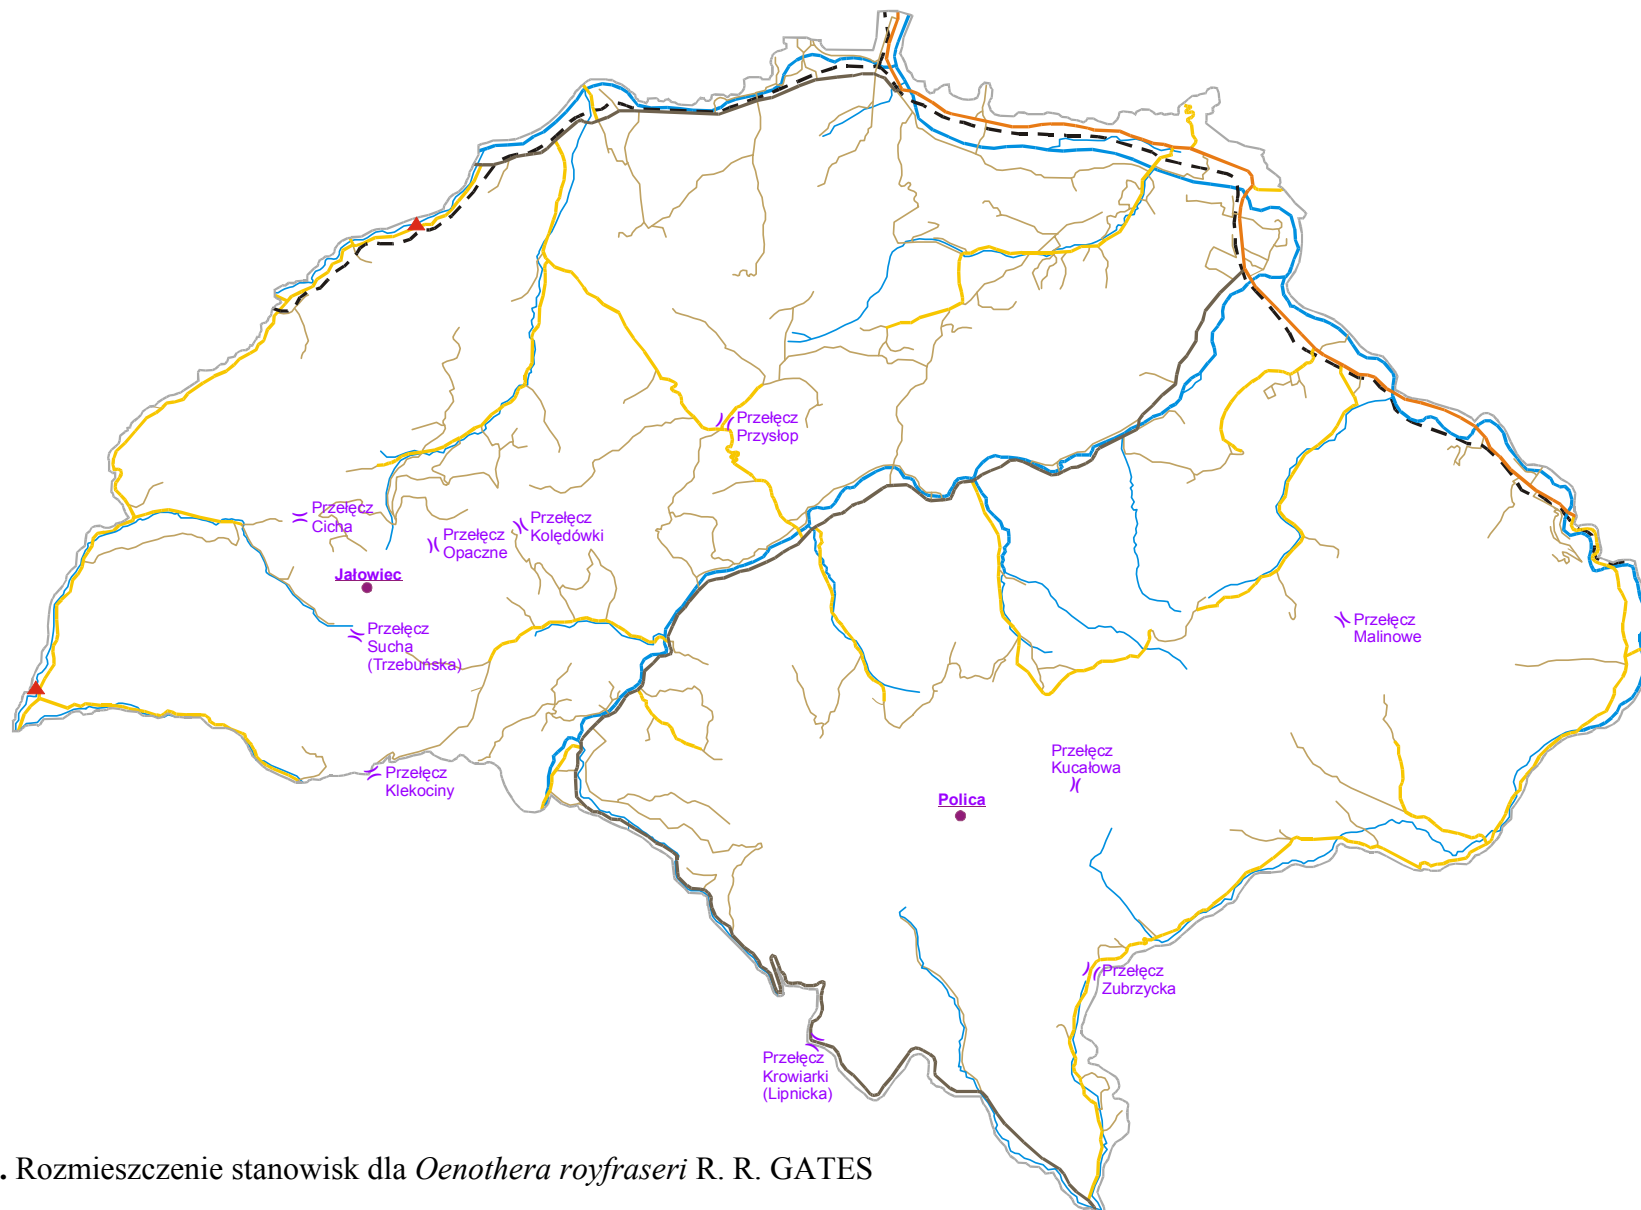 Przełęcz
Przysłop
Przełęcz
Cicha
Przełęcz
Kolędówki
Przełęcz
Opaczne
Jałowiec
Przełęcz
Sucha
(Trzebuńska)
Przełęcz
Malinowe
Przełęcz
Klekociny
Przełęcz
Kucałowa
Polica
Przełęcz
Zubrzycka
Przełęcz
Krowiarki
(Lipnicka)
. Rozmieszczenie stanowisk dla Oenothera royfraseri R. R. GATES